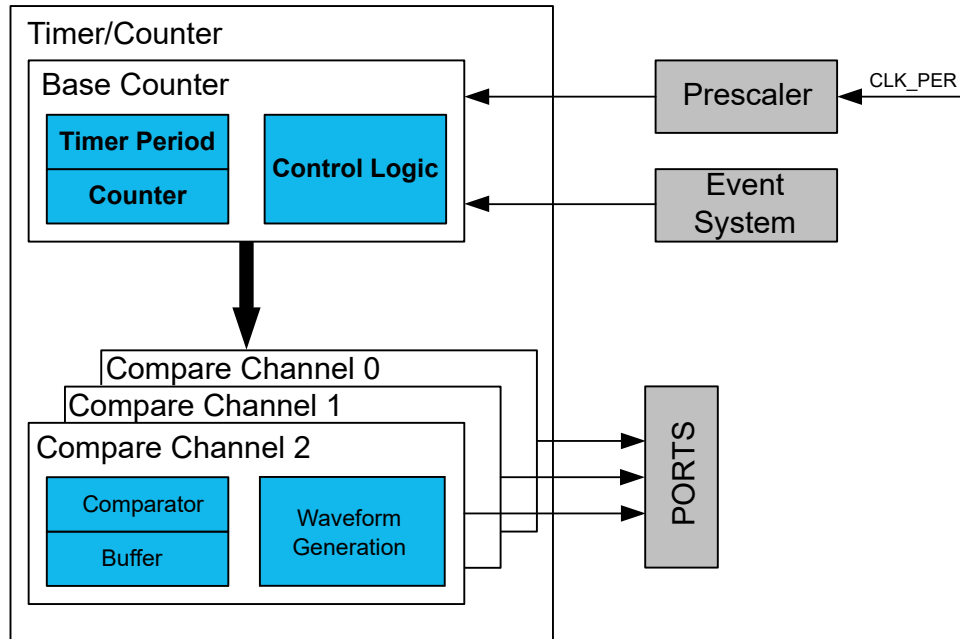 Timer/Counter
Base Counter
Timer Period
Counter
Control Logic
Prescaler
CLK_PER
Event
System
Compare Channel 0
Compare Channel 1
Compare Channel 2
Comparator
Buffer
Waveform
Generation
PORTS